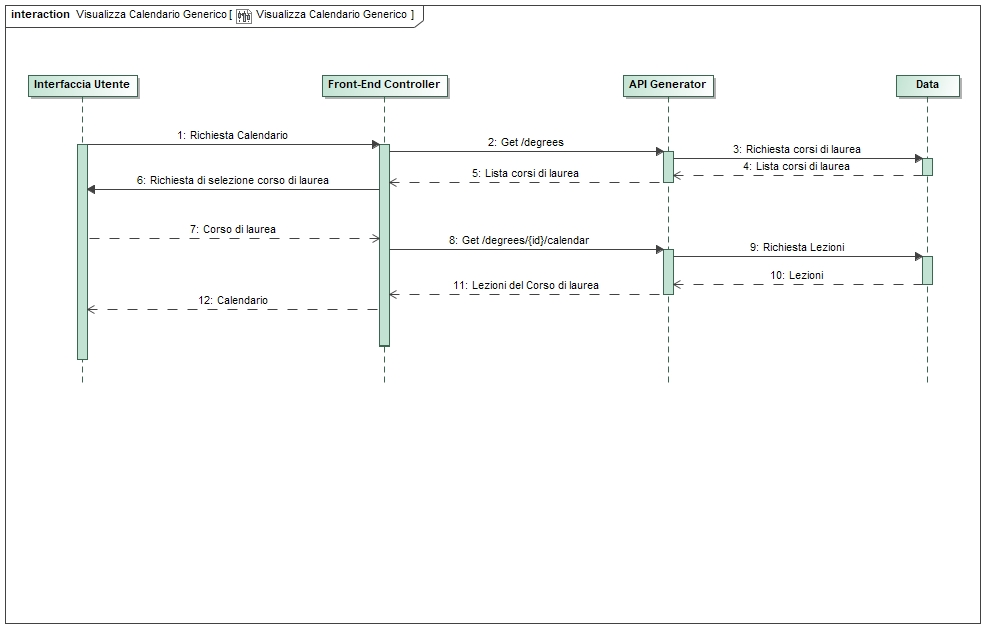 interaction Visualizza Calendario Generico [ Visualizza Calendario Generico ]
Interfaccia Utente
Front-End Controller
API Generator
Data
1: Richiesta Calendario
2: Get /degrees
3: Richiesta corsi di laurea
4: Lista corsi di laurea
5: Lista corsi di laurea
6: Richiesta di selezione corso di laurea
7: Corso di laurea
8: Get /degrees/{id}/calendar
9: Richiesta Lezioni
10: Lezioni
11: Lezioni del Corso di laurea
12: Calendario